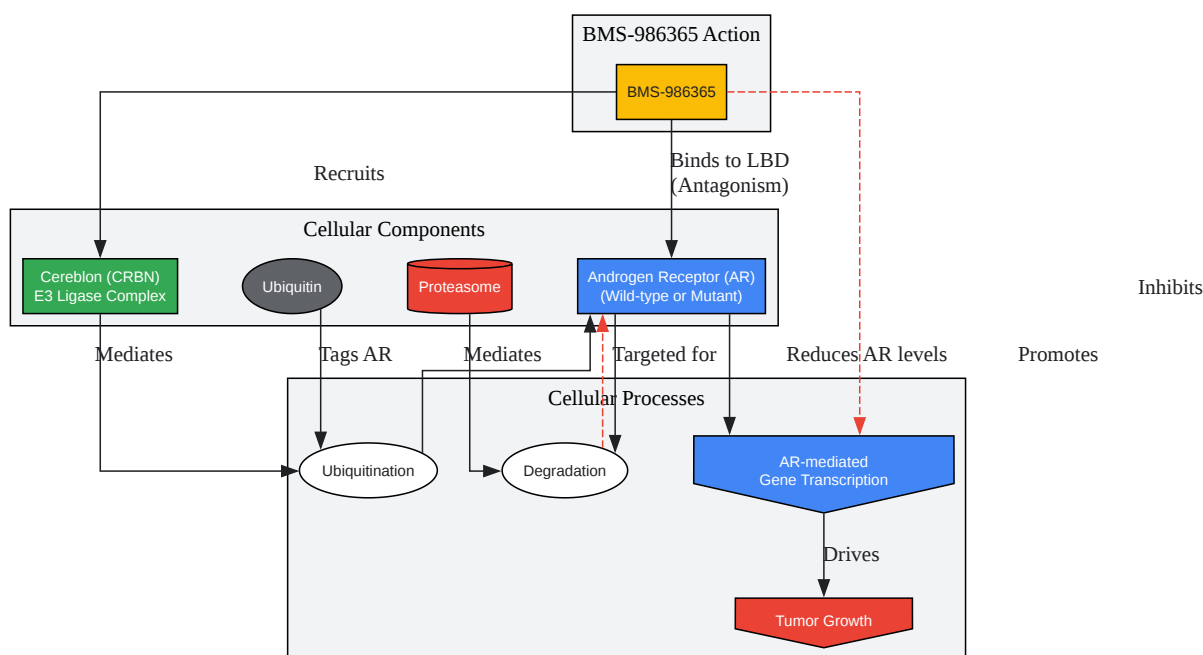 BMS-986365 Action
BMS-986365
Recruits
Binds to LBD
(Antagonism)
Cellular Components
Cereblon (CRBN)
E3 Ligase Complex
Ubiquitin
Proteasome
Androgen Receptor (AR)
(Wild-type or Mutant)
Inhibits
Mediates
Tags AR
Mediates
Targeted for
Reduces AR levels
Promotes
Cellular Processes
Ubiquitination
Degradation
AR-mediated
Gene Transcription
Drives
Tumor Growth